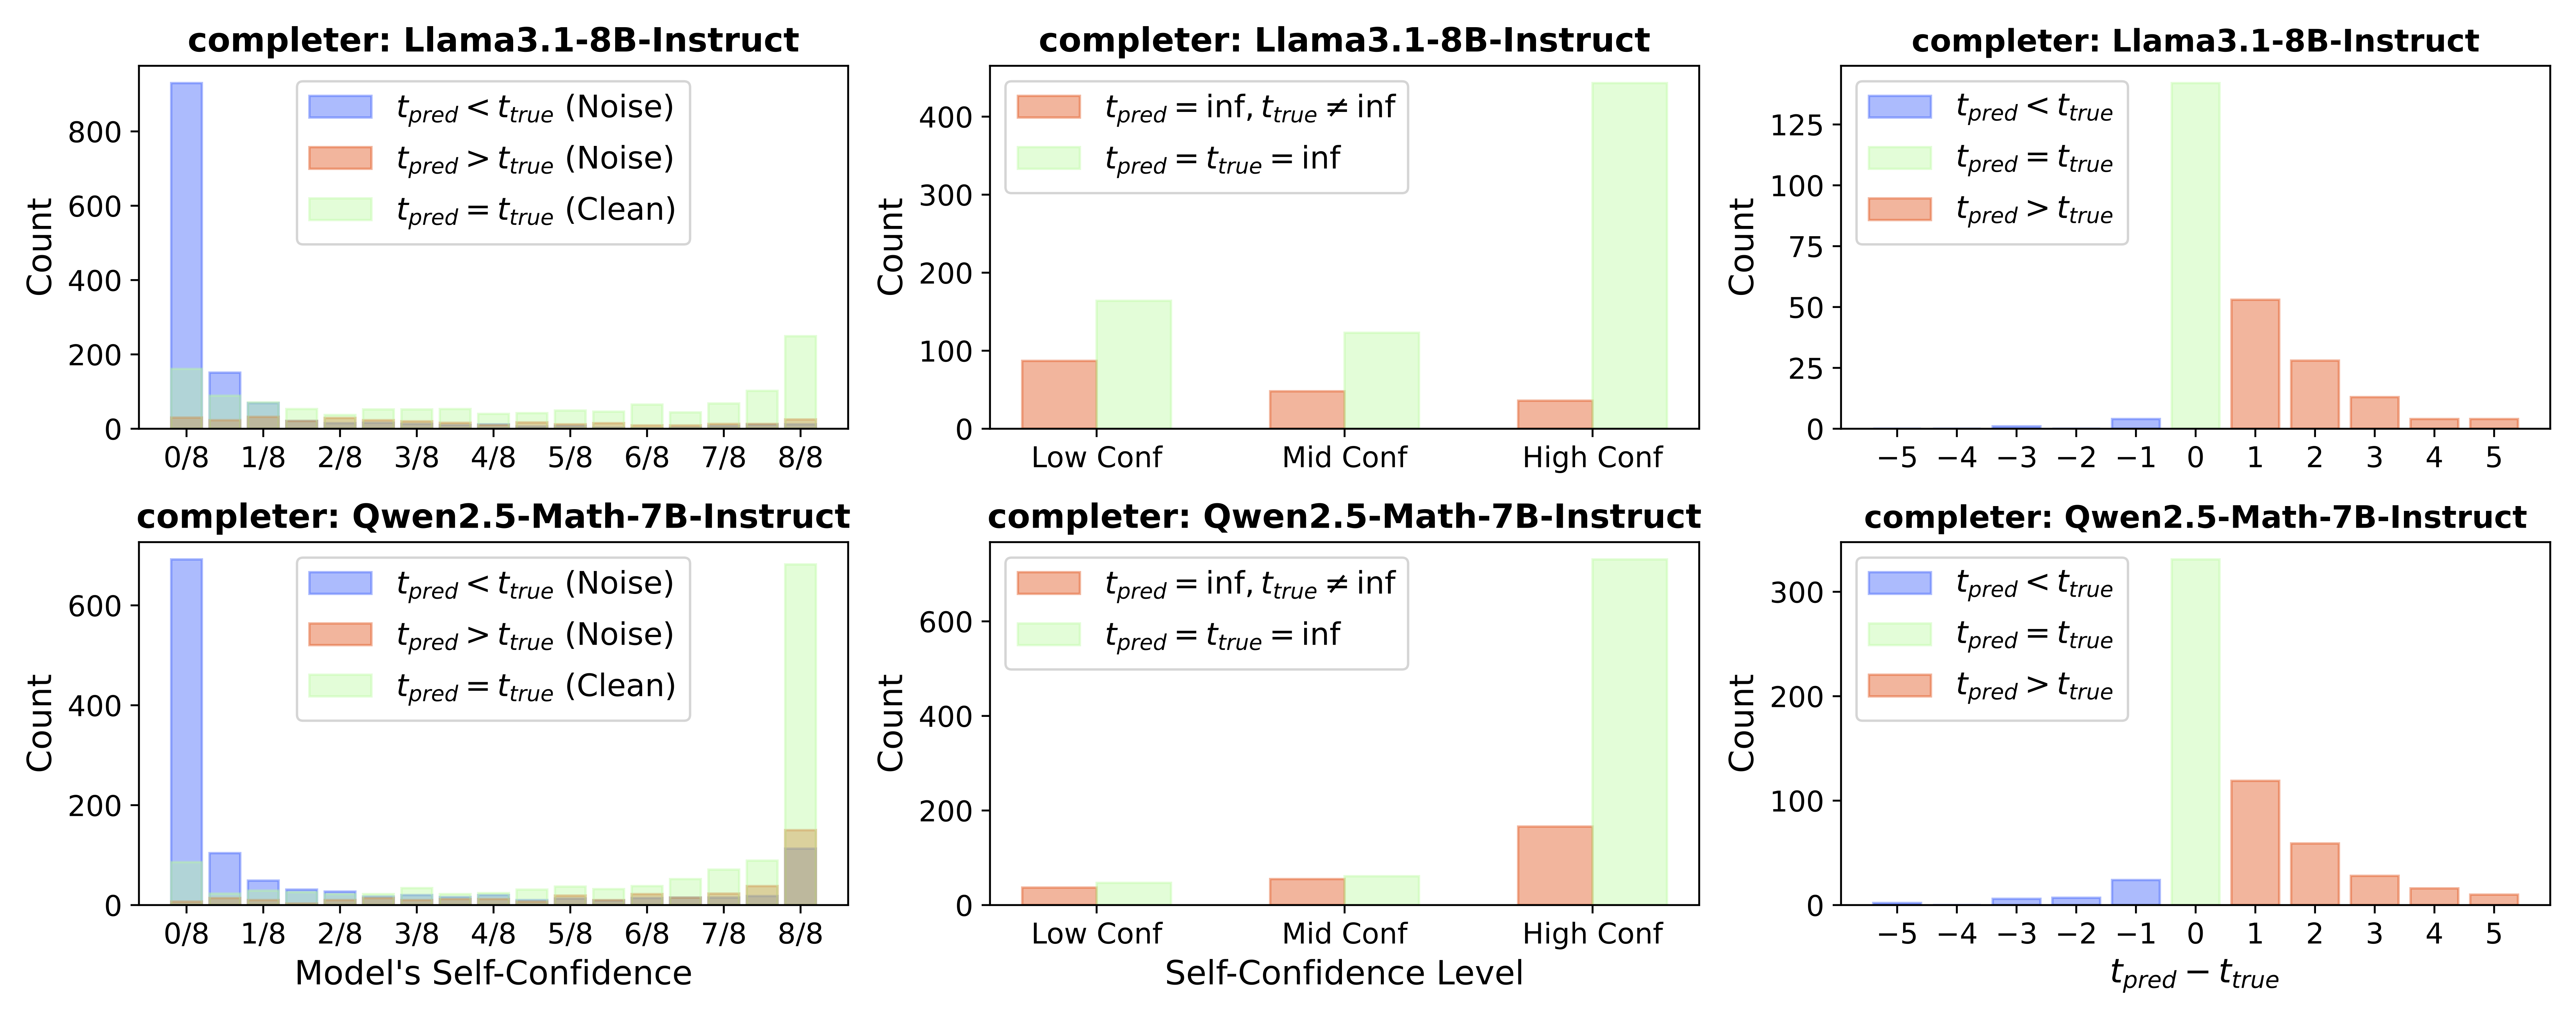 completer: Llama3.1-8B-Instruct
Count
800
600
400
200
0
t_pred < t_true (Noise)
t_pred > t_true (Noise)
t_pred = t_true (Clean)
0/8 1/8 2/8 3/8 4/8 5/8 6/8 7/8 8/8
completer: Llama3.1-8B-Instruct
Count
400
300
200
100
0
t_pred = inf, t_true ≠ inf
t_pred = t_true = inf
Low Conf Mid Conf High Conf
completer: Llama3.1-8B-Instruct
Count
125
100
75
50
25
0
t_pred < t_true
t_pred = t_true
t_pred > t_true
−5 −4 −3 −2 −1 0 1 2 3 4 5
completer: Qwen2.5-Math-7B-Instruct
Count
600
400
200
0
t_pred < t_true (Noise)
t_pred > t_true (Noise)
t_pred = t_true (Clean)
0/8 1/8 2/8 3/8 4/8 5/8 6/8 7/8 8/8
Model's Self-Confidence
completer: Qwen2.5-Math-7B-Instruct
Count
600
400
200
0
t_pred = inf, t_true ≠ inf
t_pred = t_true = inf
Low Conf Mid Conf High Conf
Self-Confidence Level
completer: Qwen2.5-Math-7B-Instruct
Count
300
200
100
0
t_pred < t_true
t_pred = t_true
t_pred > t_true
−5 −4 −3 −2 −1 0 1 2 3 4 5
t_pred − t_true